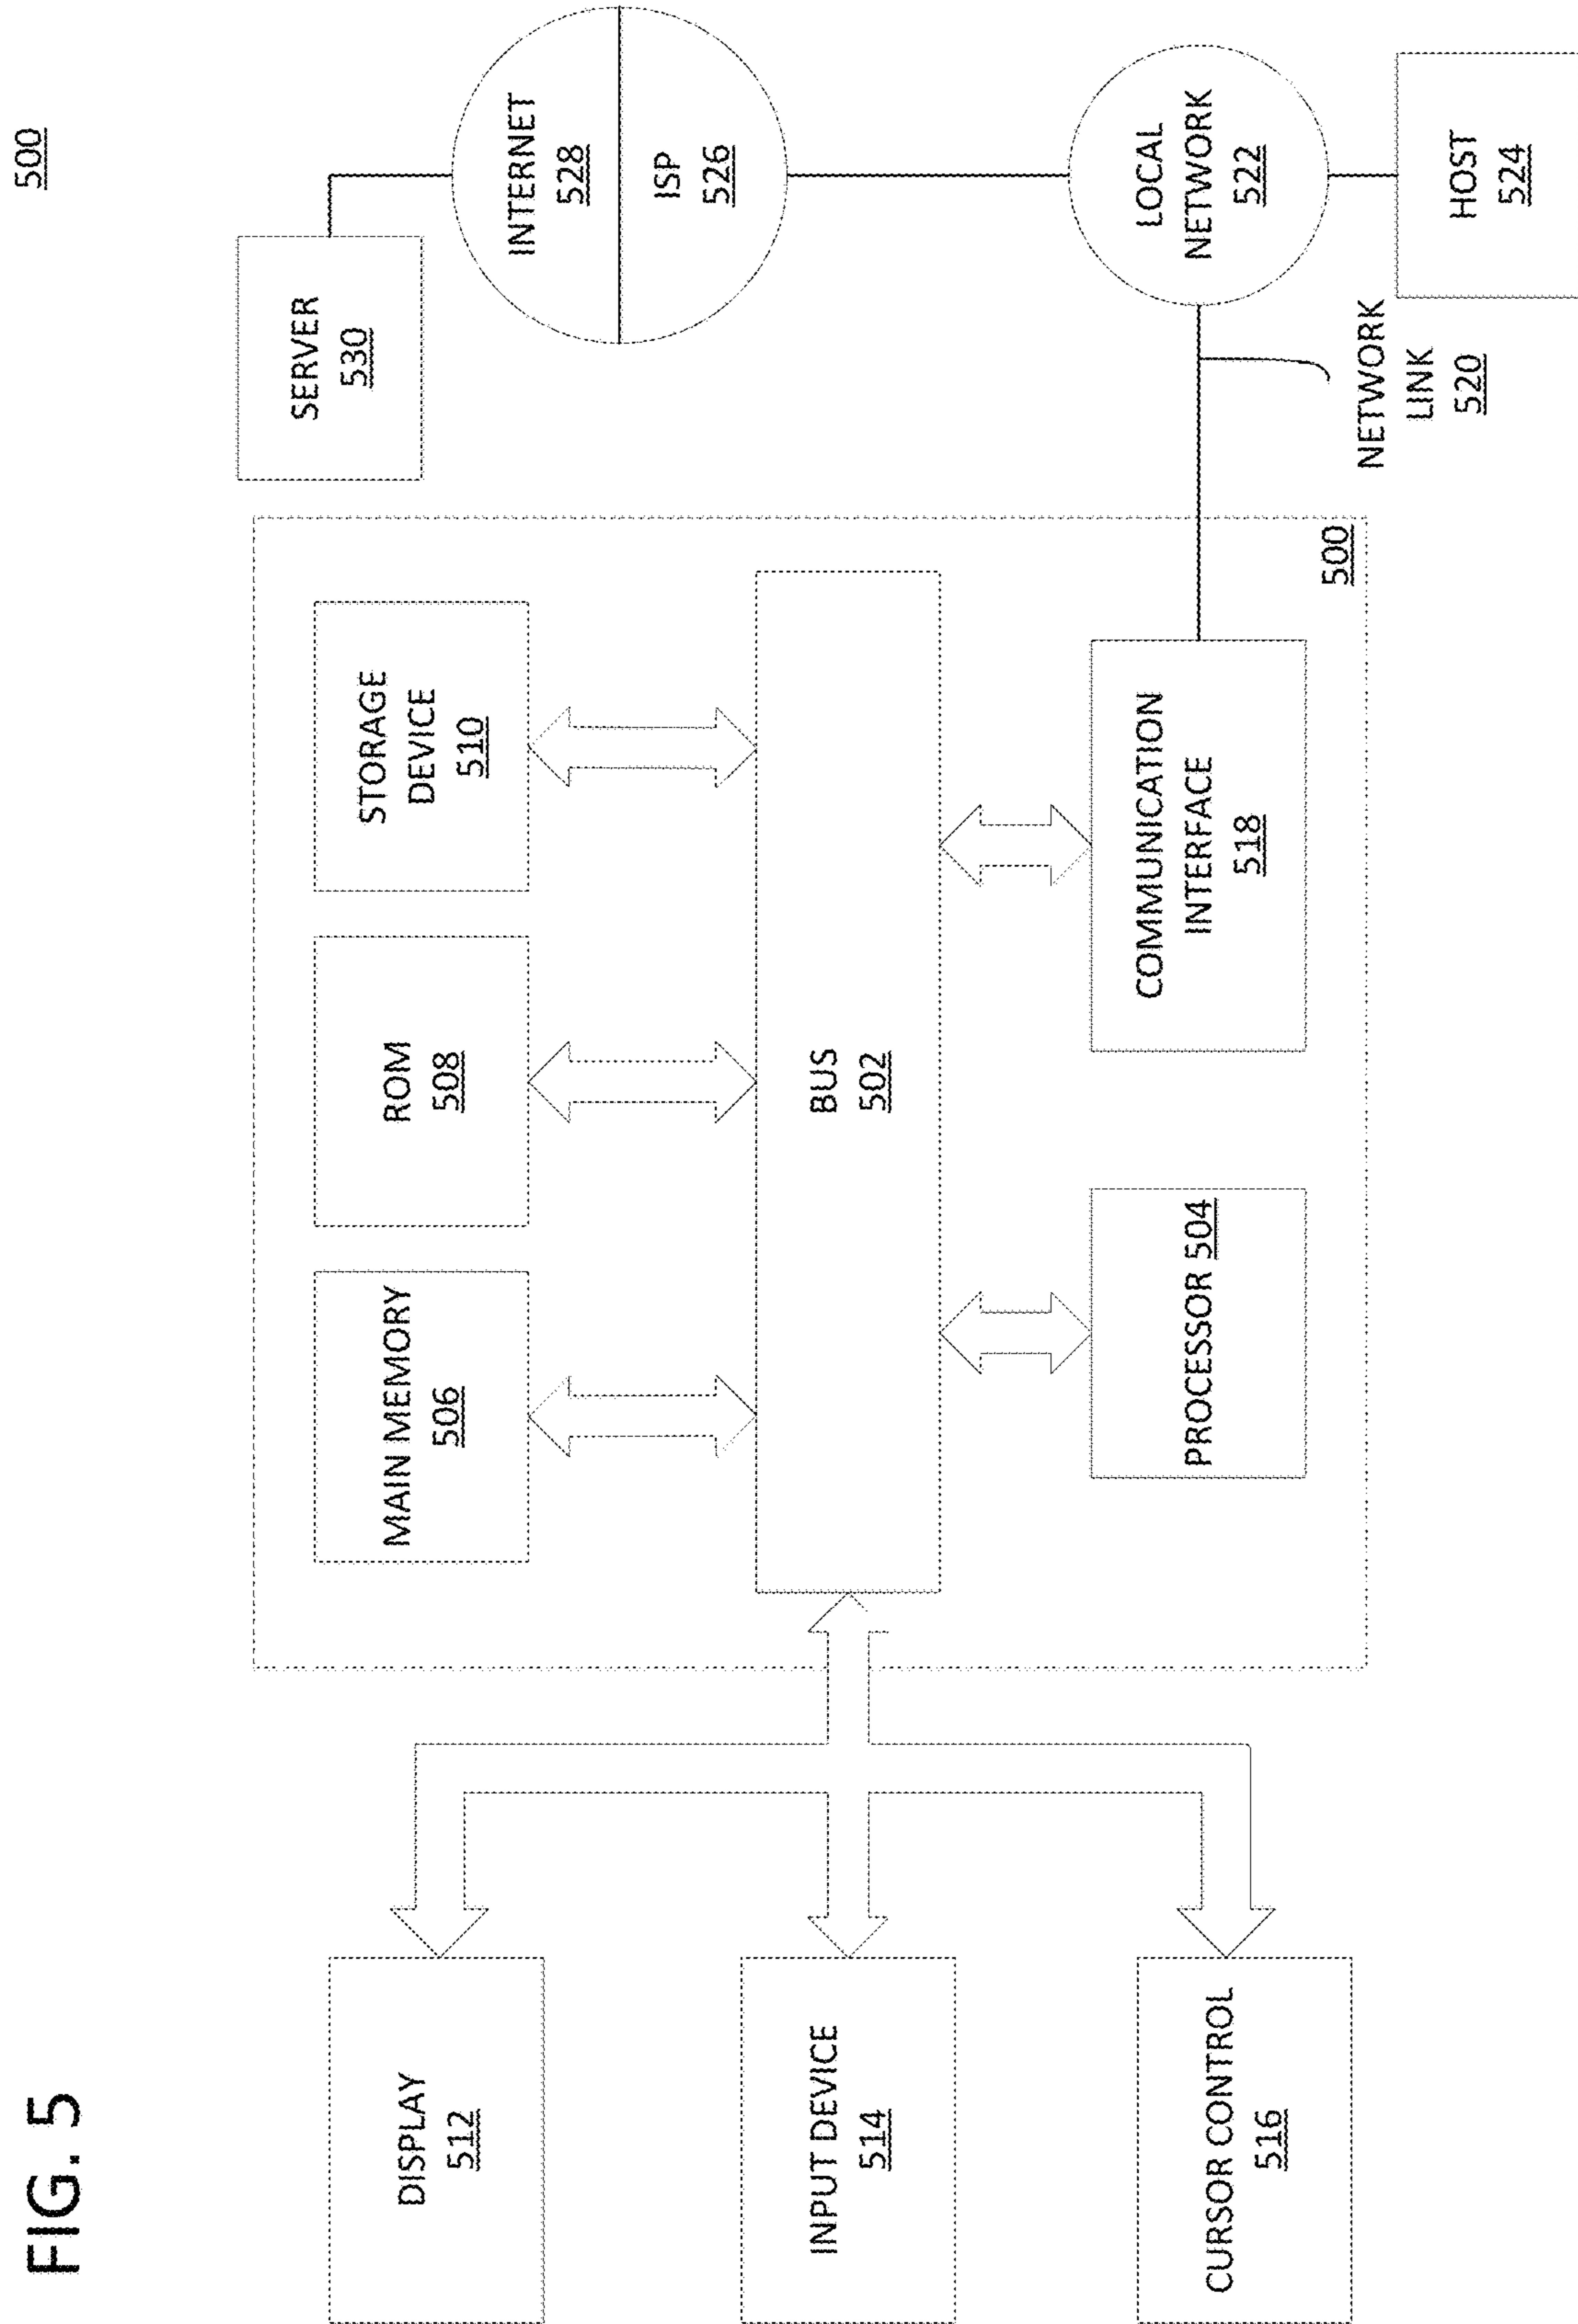 FIG. 5
500
DISPLAY
512
INPUT DEVICE
514
CURSOR CONTROL
516
MAIN MEMORY
506
ROM
508
STORAGE
DEVICE
510
BUS
502
PROCESSOR 504
COMMUNICATION
INTERFACE
518
500
SERVER
530
INTERNET
528
ISP
526
LOCAL
NETWORK
522
NETWORK
LINK
520
HOST
524